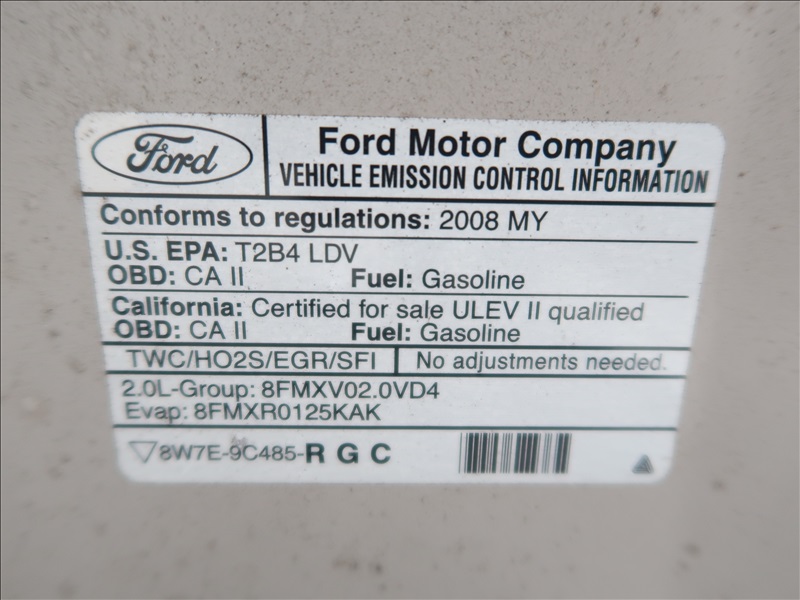 Ford
Ford Motor Company
VEHICLE EMISSION CONTROL INFORMATION
Conforms to regulations: 2008 MY
U.S. EPA: T2B4 LDV
OBD: CA II Fuel: Gasoline
California: Certified for sale ULEV II qualified
OBD: CA II Fuel: Gasoline
TWC/HO2S/EGR/SFI No adjustments needed.
2.0L-Group: 8FMXV02.0VD4
Evap: 8FMXR0125KAK
8W7E-9C485-R G C